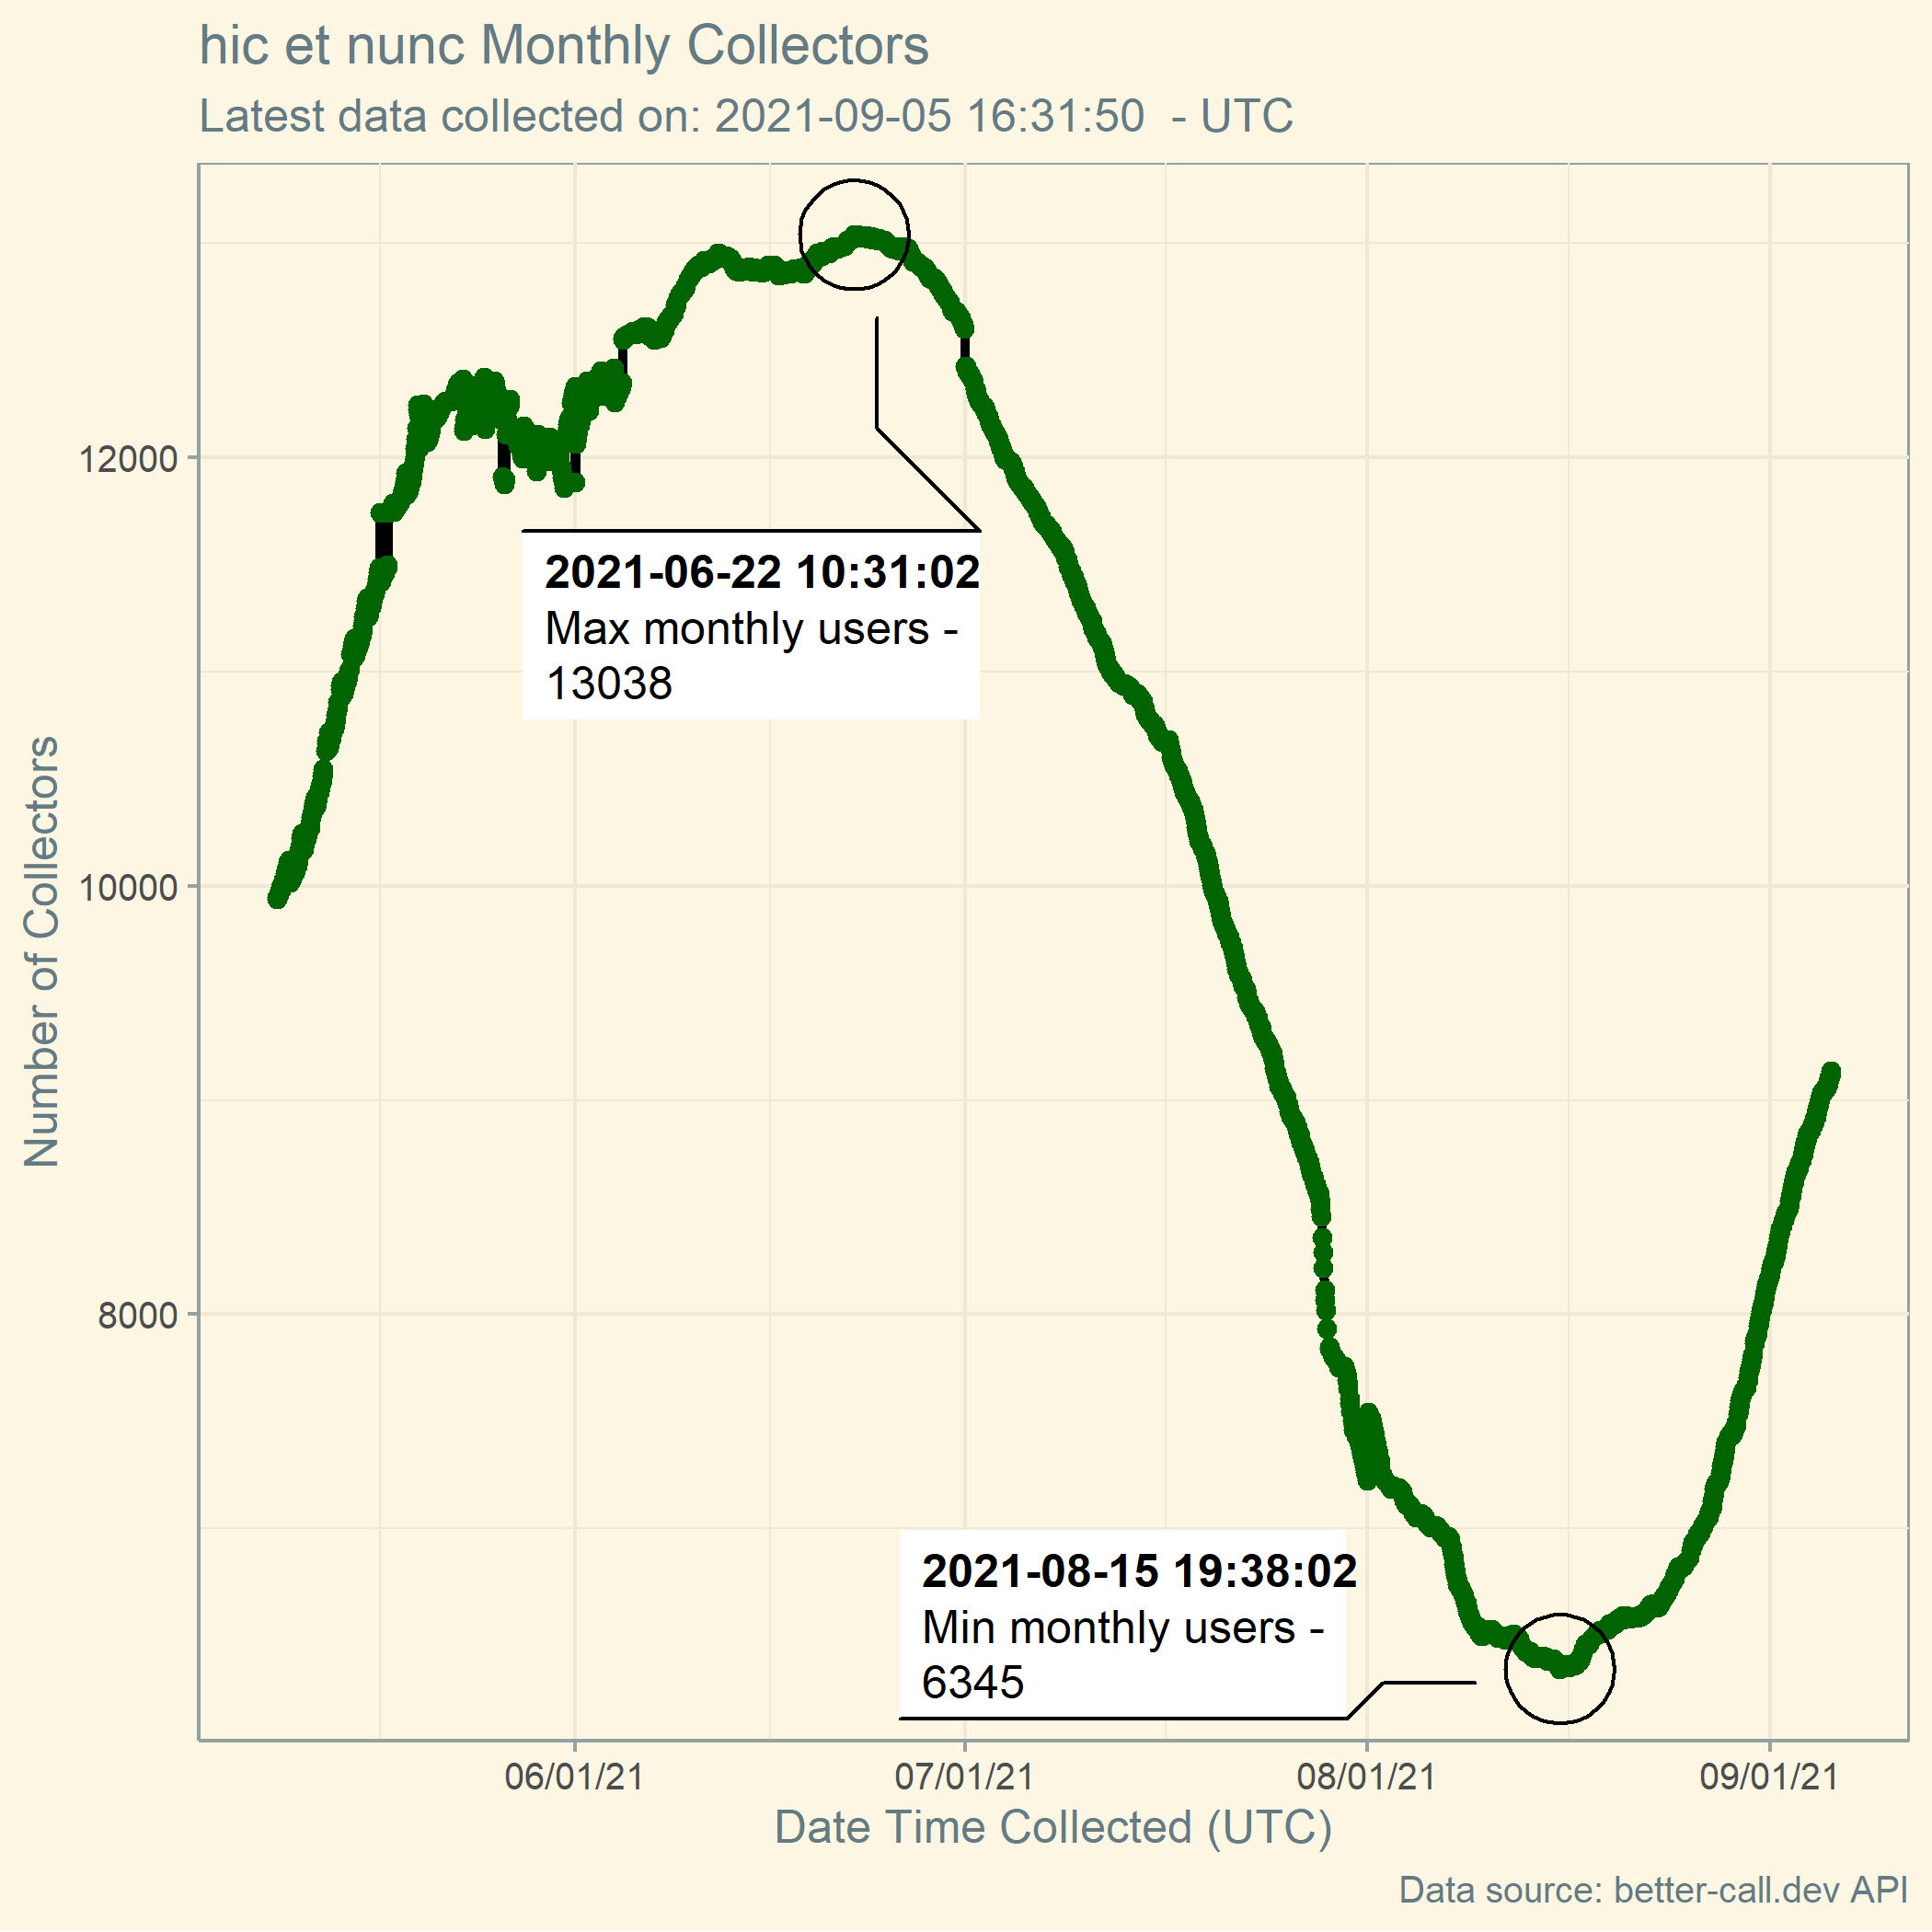 hic et nunc Monthly Collectors
Latest data collected on: 2021-09-05 16:31:50  - UTC
Number of Collectors
12000
10000
8000
2021-06-22 10:31:02
Max monthly users -
13038
2021-08-15 19:38:02
Min monthly users -
6345
06/01/21
07/01/21
08/01/21
09/01/21
Date Time Collected (UTC)
Data source: better-call.dev API